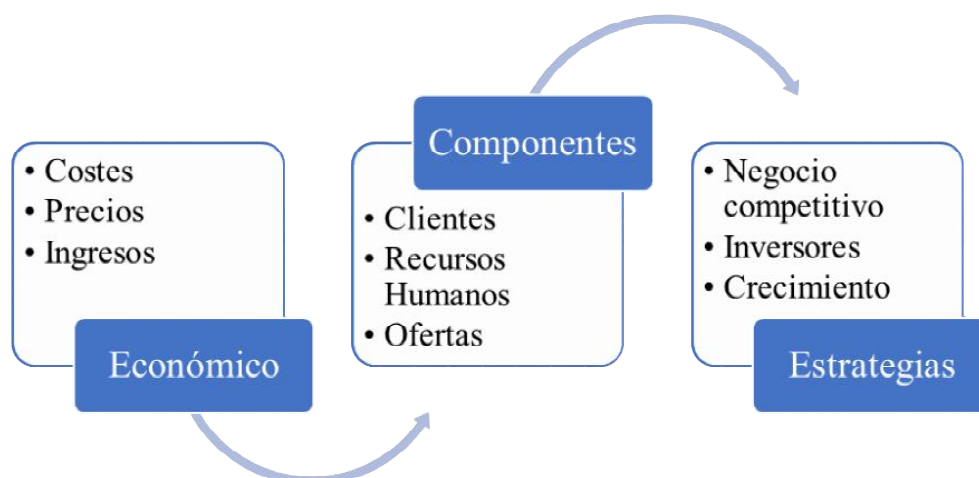 • Costes
• Precios
• Ingresos
Económico
Componentes
• Clientes
• Recursos
Humanos
• Ofertas
• Negocio
competitivo
• Inversores
• Crecimiento
Estrategias